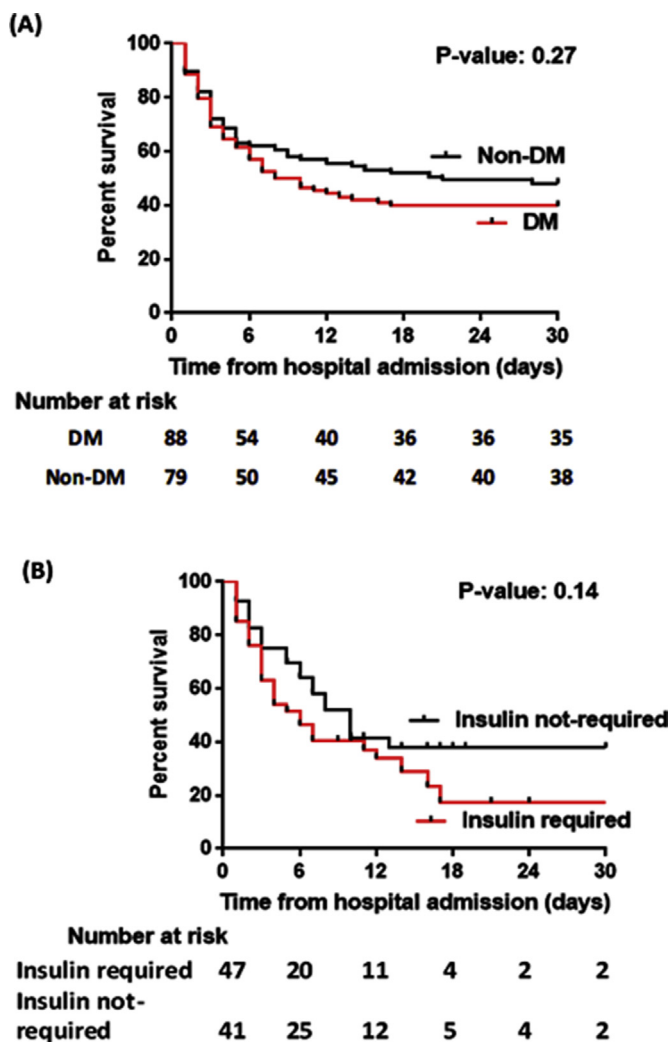 (A)
P-value: 0.27
100
80
60
40
20
0
Percent survival
Non-DM
DM
0 6 12 18 24 30
Time from hospital admission (days)
Number at risk
DM 88 54 40 36 36 35
Non-DM 79 50 45 42 40 38
(B)
P-value: 0.14
100
80
60
40
20
0
Percent survival
Insulin not-required
Insulin required
0 6 12 18 24 30
Time from hospital admission (days)
Number at risk
Insulin required 47 20 11 4 2 2
Insulin not-
required 41 25 12 5 4 2